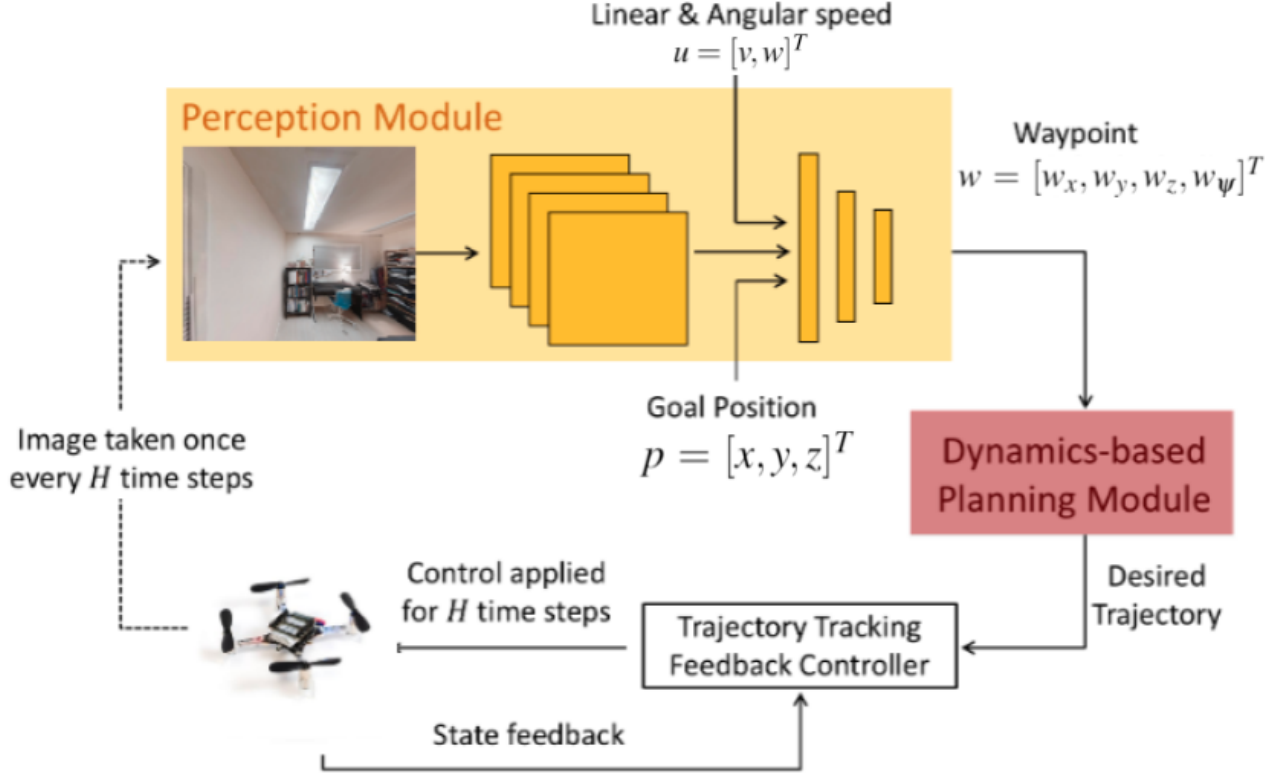 Linear & Angular speed
u = [v, w]^T
Perception Module
Waypoint
w = [w_x, w_y, w_z, w_ψ]^T
Goal Position
p = [x, y, z]^T
Image taken once
every H time steps
Dynamics-based
Planning Module
Control applied
for H time steps
Desired
Trajectory
Trajectory Tracking
Feedback Controller
State feedback